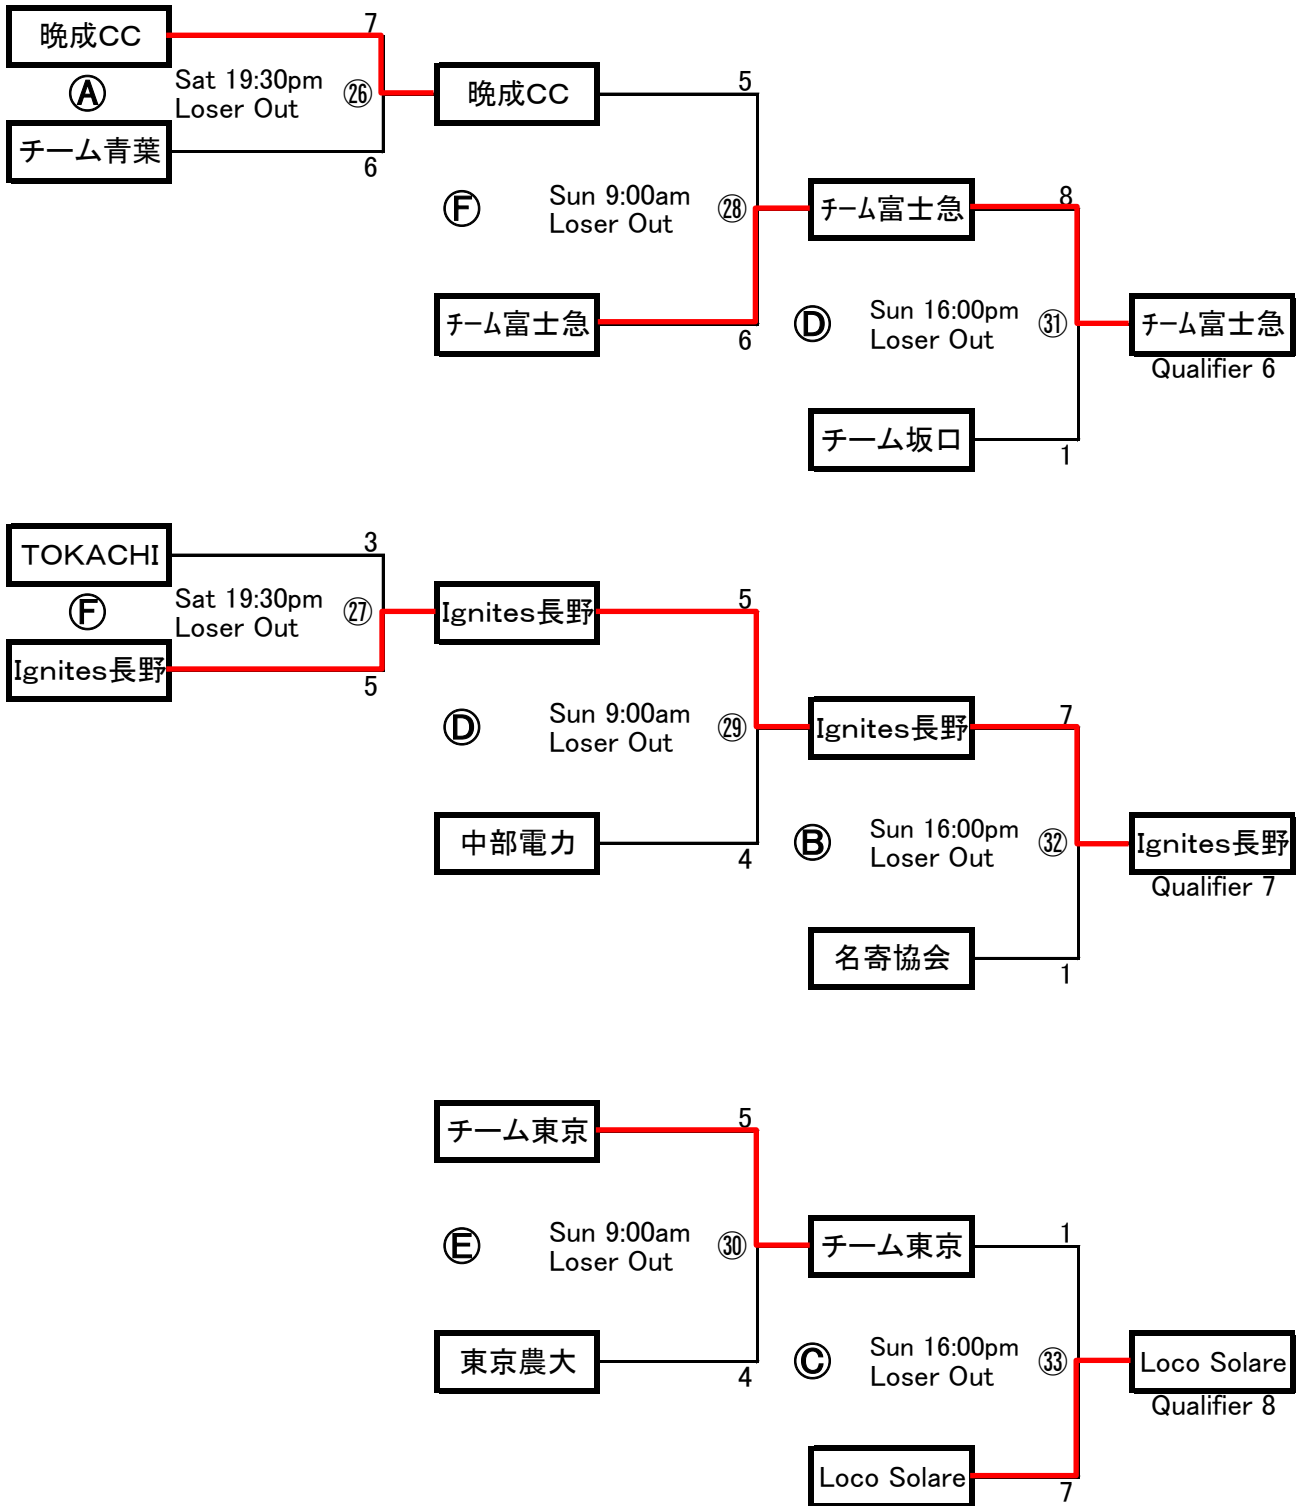 晩成CC
7
Ⓐ
Sat 19:30pm
Loser Out
㉖
チーム青葉
6
晩成CC
5
Ⓕ
Sun 9:00am
Loser Out
㉘
チーム富士急
6
チーム富士急
8
Ⓓ
Sun 16:00pm
Loser Out
㉛
チーム坂口
1
チーム富士急
Qualifier 6
TOKACHI
3
Ⓕ
Sat 19:30pm
Loser Out
㉗
Ignites長野
5
Ignites長野
5
Ⓓ
Sun 9:00am
Loser Out
㉙
中部電力
4
Ignites長野
7
Ⓑ
Sun 16:00pm
Loser Out
㉜
名寄協会
1
Ignites長野
Qualifier 7
チーム東京
5
Ⓔ
Sun 9:00am
Loser Out
㉚
東京農大
4
チーム東京
1
Ⓒ
Sun 16:00pm
Loser Out
㉝
Loco Solare
7
Loco Solare
Qualifier 8